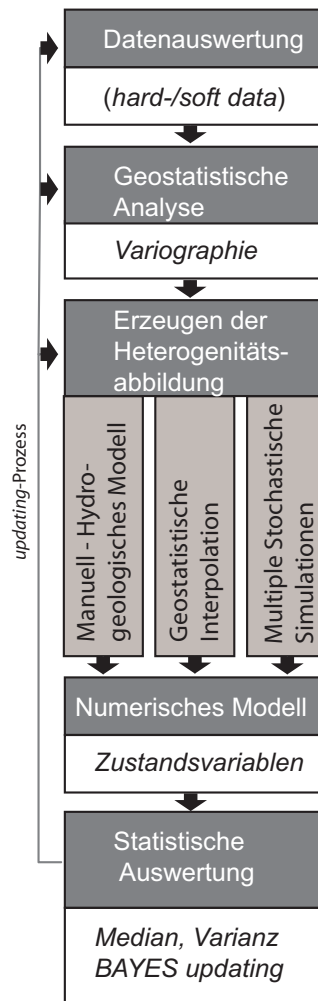 Datenauswertung
(hard-/soft data)
Geostatistische
Analyse
Variographie
Erzeugen der
Heterogenitäts-
abbildung
Manuell - Hydro-
geologisches Modell
Geostatistische
Interpolation
Multiple Stochastische
Simulationen
Numerisches Modell
Zustandsvariablen
Statistische
Auswertung
Median, Varianz
BAYES updating
updating-Prozess